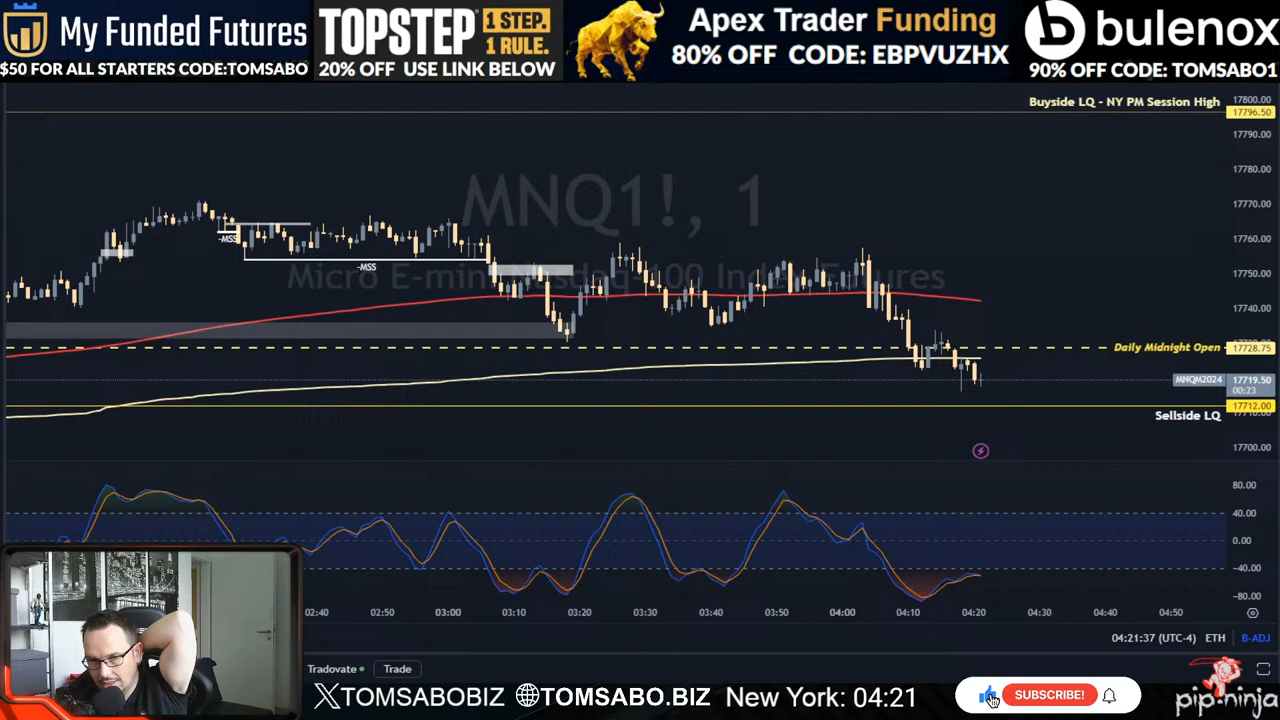 My Funded Futures
$50 FOR ALL STARTERS CODE:TOMSABO
TOPSTEP
1 STEP.
1 RULE.
20% OFF USE LINK BELOW
Apex Trader Funding
80% OFF CODE: EBPVUZHX
bulenox
90% OFF CODE: TOMSABO1
17800.00
Buyside LQ - NY PM Session High
17796.50
17790.00
17780.00
MNQ1!, 1
17770.00
-MSS
17760.00
-MSS
Micro E-mini Nasdaq-100 Index Futures
17750.00
17740.00
Daily Midnight Open
17728.75
MNQM2024
17719.50
00:23
17712.00
Sellside LQ
17700.00
80.00
40.00
0.00
-40.00
-80.00
02:40
02:50
03:00
03:10
03:20
03:30
03:40
03:50
04:00
04:10
04:20
04:30
04:40
04:50
04:21:37 (UTC-4)
ETH
B-ADJ
Tradovate
Trade
TOMSABOBIZ
TOMSABO.BIZ
New York: 04:21
SUBSCRIBE!
pip.ninja